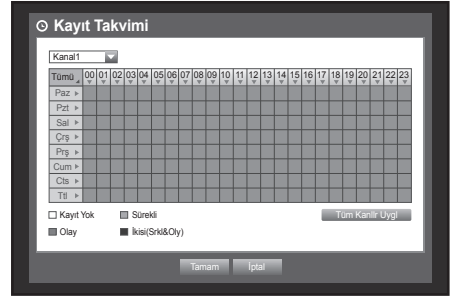 Kayıt Takvimi
Kanal1
Tümü 00 01 02 03 04 05 06 07 08 09 10 11 12 13 14 15 16 17 18 19 20 21 22 23
Paz
Pzt
Sal
Çrş
Prş
Cum
Cts
Ttl
Kayıt Yok Sürekli Tüm Kanllr Uygl
Olay İkisi(Srkl&Oly)
Tamam İptal